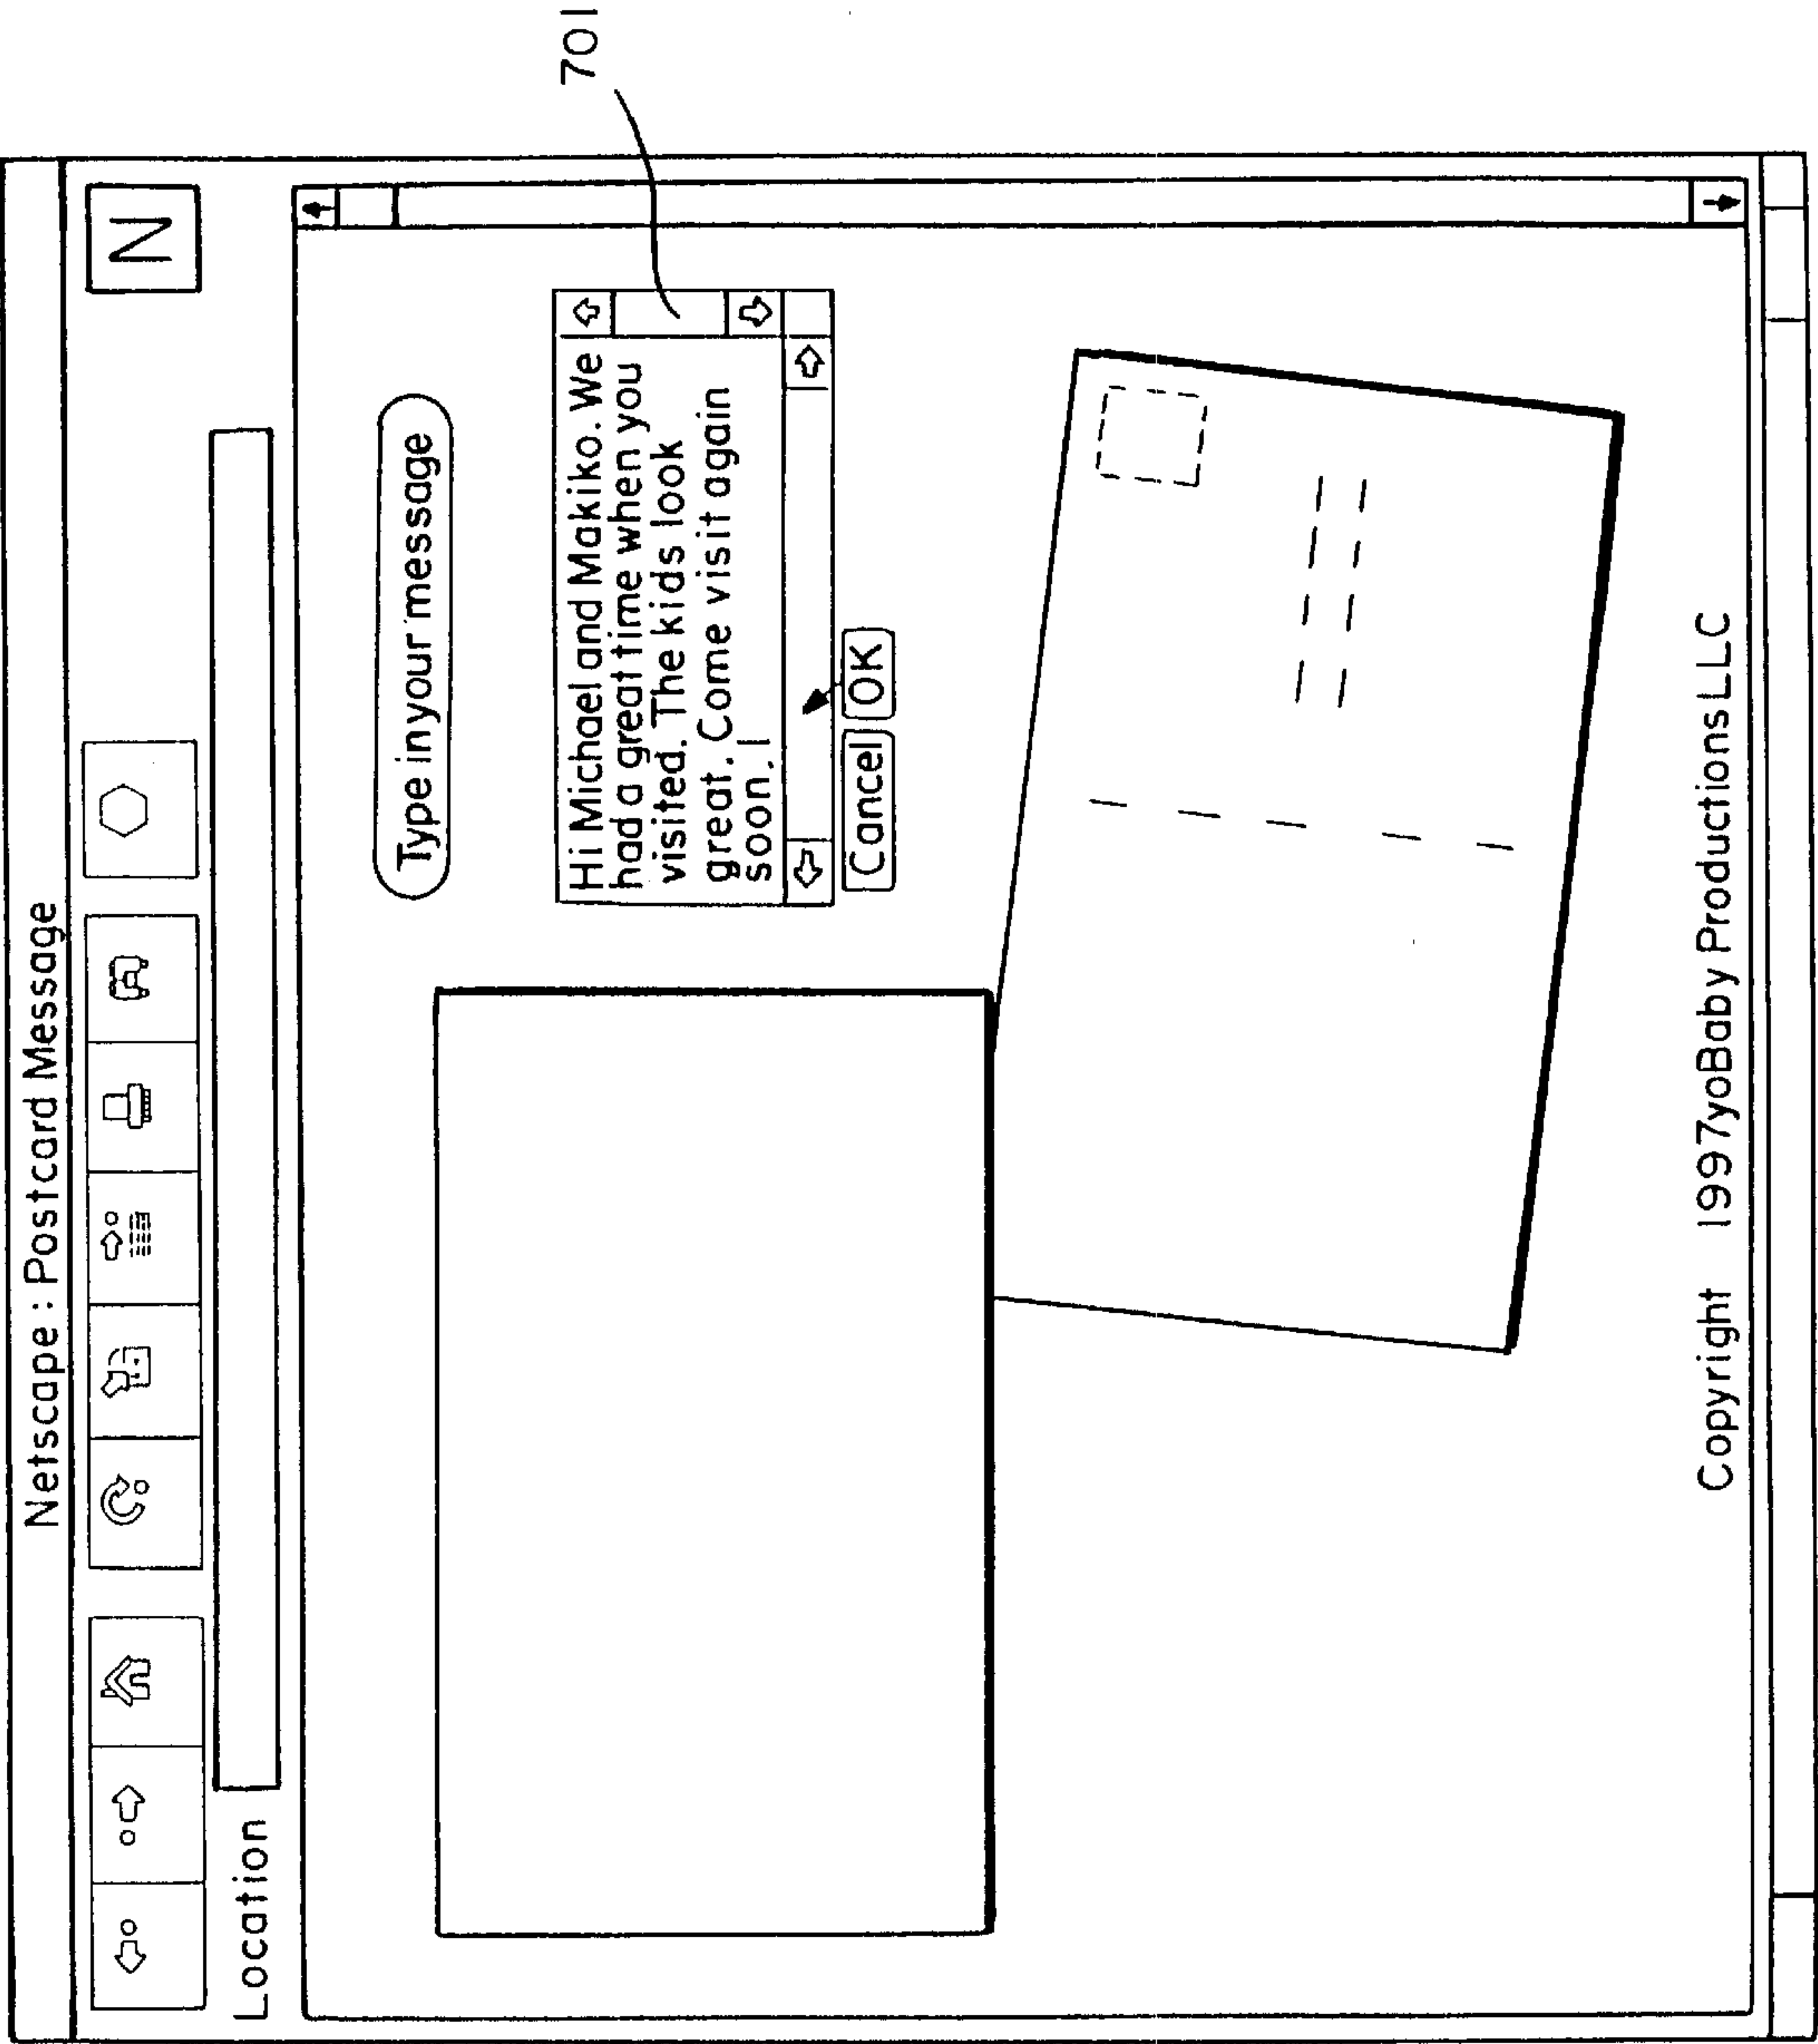 Netscape : Postcard Message
N
Location
Type in your message
701
Hi Michael and Makiko. We
had a great time when you
visited. The kids look
great. Come visit again
soon.
Cancel OK
Copyright 1997 yoBaby Productions LLC